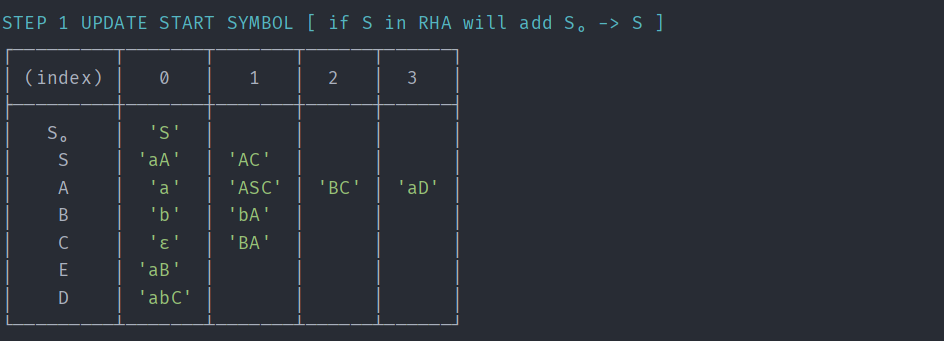 STEP 1 UPDATE START SYMBOL [ if S in RHA will add S₀ -> S ]
(index) 0 1 2 3
S₀ 'S'
S 'aA' 'AC'
A 'a' 'ASC' 'BC' 'aD'
B 'b' 'bA'
C 'ε' 'BA'
E 'aB'
D 'abC'